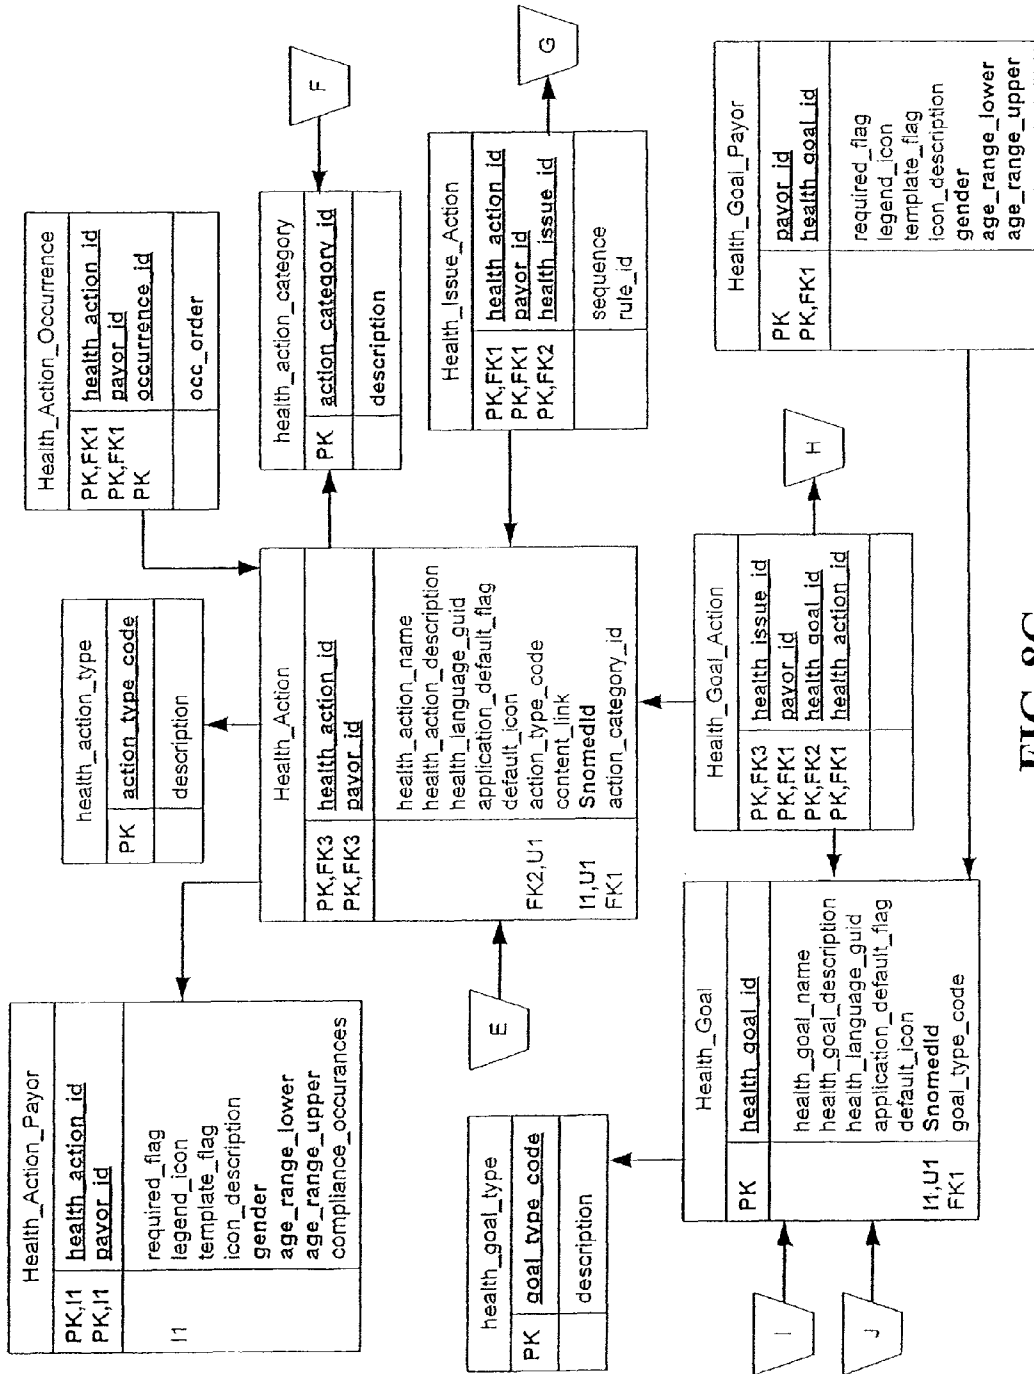 Health_Action_Payor
PK,I1 health_action_id
PK,I1 payor_id
required_flag
I1 legend_icon
template_flag
icon_description
gender
age_range_lower
age_range_upper
compliance_occurances
health_action_type
PK action_type_code
description
Health_Action_Occurrence
PK,FK1 health_action_id
PK,FK1 payor_id
PK occurrence_id
occ_order
Health_Action
PK,FK3 health_action_id
PK,FK3 payor_id
health_action_name
health_action_description
health_language_guid
application_default_flag
default_icon
FK2,U1 action_type_code
content_link
I1,U1 SnomedId
FK1 action_category_id
health_action_category
PK action_category_id
description
F
E
health_goal_type
PK goal_type_code
description
Health_Issue_Action
PK,FK1 health_action_id
PK,FK1 payor_id
PK,FK2 health_issue_id
sequence
rule_id
G
Health_Goal
PK health_goal_id
health_goal_name
health_goal_description
health_language_guid
application_default_flag
default_icon
I1,U1 SnomedId
FK1 goal_type_code
I
J
Health_Goal_Action
PK,FK3 health_issue_id
PK,FK1 payor_id
PK,FK2 health_goal_id
PK,FK1 health_action_id
H
Health_Goal_Payor
PK payor_id
PK,FK1 health_goal_id
required_flag
legend_icon
template_flag
icon_description
gender
age_range_lower
age_range_upper
FIG. 8C